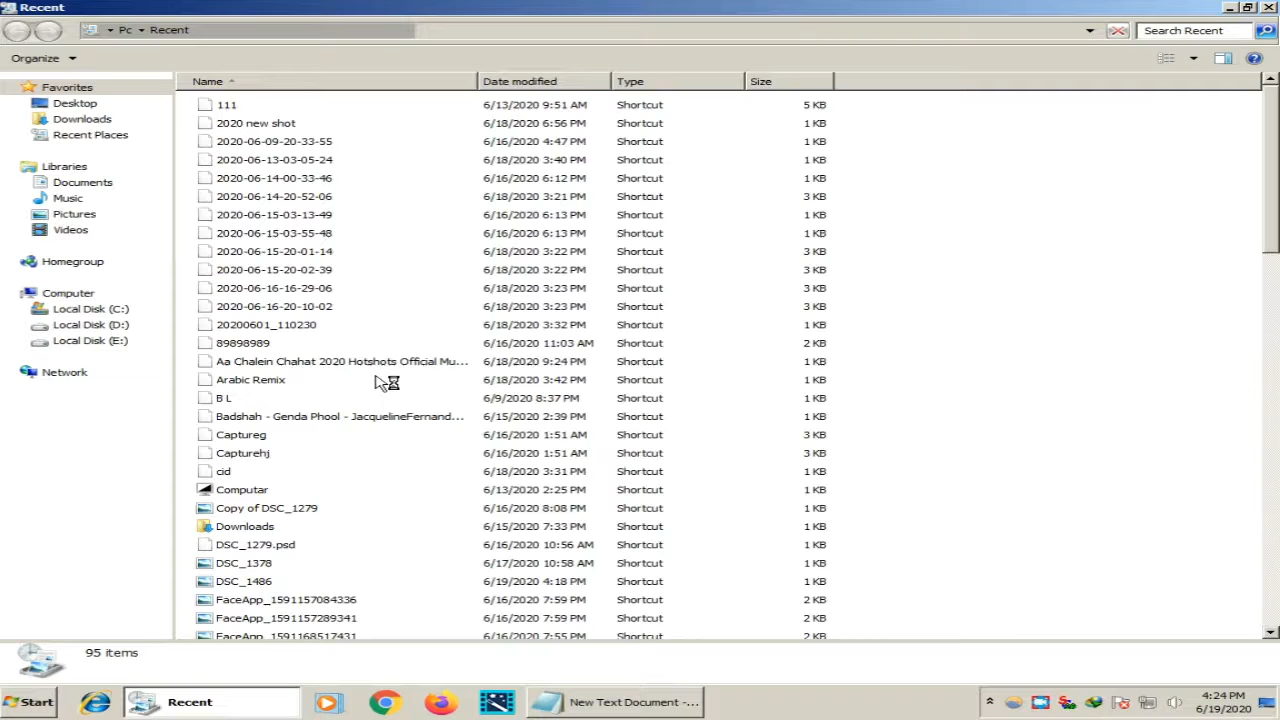 Recent
Pc Recent
Search Recent
Organize
Name Date modified Type Size
Favorites
Desktop
Downloads
Recent Places
Libraries
Documents
Music
Pictures
Videos
Homegroup
Computer
Local Disk (C:)
Local Disk (D:)
Local Disk (E:)
Network
111 6/13/2020 9:51 AM Shortcut 5 KB
2020 new shot 6/18/2020 6:56 PM Shortcut 1 KB
2020-06-09-20-33-55 6/16/2020 4:47 PM Shortcut 1 KB
2020-06-13-03-05-24 6/18/2020 3:40 PM Shortcut 1 KB
2020-06-14-00-33-46 6/16/2020 6:12 PM Shortcut 1 KB
2020-06-14-20-52-06 6/18/2020 3:21 PM Shortcut 3 KB
2020-06-15-03-13-49 6/16/2020 6:13 PM Shortcut 1 KB
2020-06-15-03-55-48 6/16/2020 6:13 PM Shortcut 1 KB
2020-06-15-20-01-14 6/18/2020 3:22 PM Shortcut 3 KB
2020-06-15-20-02-39 6/18/2020 3:22 PM Shortcut 3 KB
2020-06-16-16-29-06 6/18/2020 3:23 PM Shortcut 3 KB
2020-06-16-20-10-02 6/18/2020 3:23 PM Shortcut 3 KB
20200601_110230 6/18/2020 3:32 PM Shortcut 1 KB
89898989 6/16/2020 11:03 AM Shortcut 2 KB
Aa Chalein Chahat 2020 Hotshots Official Mu... 6/18/2020 9:24 PM Shortcut 1 KB
Arabic Remix 6/18/2020 3:42 PM Shortcut 1 KB
B L 6/9/2020 8:37 PM Shortcut 1 KB
Badshah - Genda Phool - JacquelineFernand... 6/15/2020 2:39 PM Shortcut 1 KB
Captureg 6/16/2020 1:51 AM Shortcut 3 KB
Capturehj 6/16/2020 1:51 AM Shortcut 3 KB
cid 6/18/2020 3:31 PM Shortcut 1 KB
Computar 6/13/2020 2:25 PM Shortcut 1 KB
Copy of DSC_1279 6/16/2020 8:08 PM Shortcut 1 KB
Downloads 6/15/2020 7:33 PM Shortcut 1 KB
DSC_1279.psd 6/16/2020 10:56 AM Shortcut 1 KB
DSC_1378 6/17/2020 10:58 AM Shortcut 1 KB
DSC_1486 6/19/2020 4:18 PM Shortcut 1 KB
FaceApp_1591157084336 6/16/2020 7:59 PM Shortcut 2 KB
FaceApp_1591157289341 6/16/2020 7:59 PM Shortcut 2 KB
FaceApp_1591168517431 6/16/2020 7:55 PM Shortcut 2 KB
95 items
Start
Recent
New Text Document -...
4:24 PM
6/19/2020